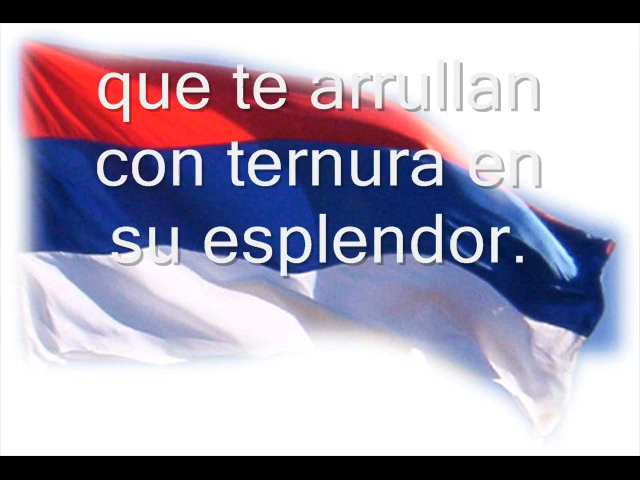 que te arrullan
con ternura en
su esplendor.